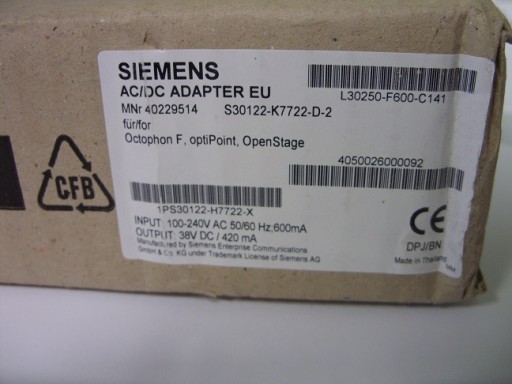 SIEMENS
AC/DC ADAPTER EU
L30250-F600-C141
MNr 40229514 S30122-K7722-D-2
für/for
Octophon F, optiPoint, OpenStage
4050026000092
CFB
1PS30122-H7722-X
INPUT: 100-240V AC 50/60 Hz;600mA
OUTPUT: 38V DC / 420 mA
Manufactured by Siemens Enterprise Communications
GmbH & Co. KG under Trademark License of Siemens AG
CE
DPJ/BN
Made in Thailand